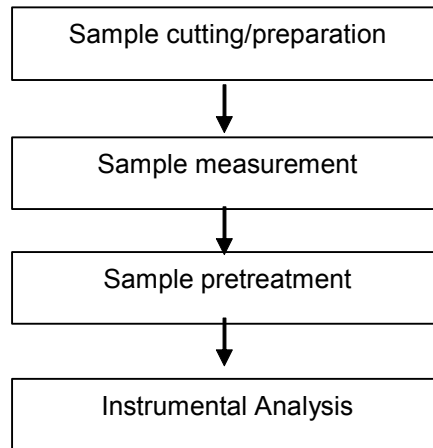 Sample cutting/preparation
Sample measurement
Sample pretreatment
Instrumental Analysis